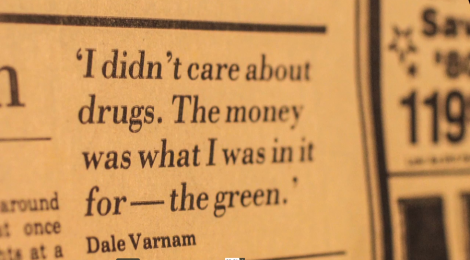 'I didn't care about
drugs. The money
was what I was in it
for—the green.'
Dale Varnam
around
once
at a
119